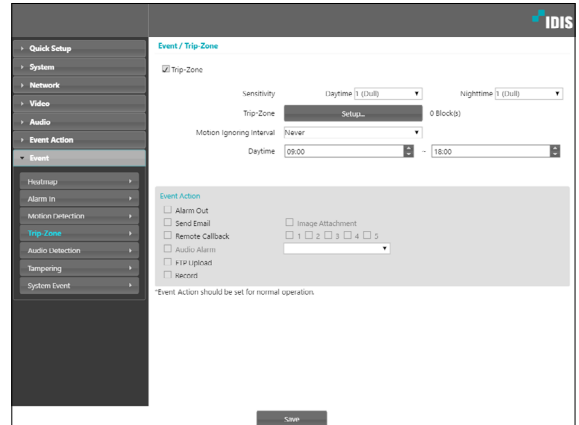 IDIS
Quick Setup
System
Network
Video
Audio
Event Action
Event
Heatmap
Alarm In
Motion Detection
Trip-Zone
Audio Detection
Tampering
System Event
Event / Trip-Zone
Trip-Zone
Sensitivity Daytime 1 (Dull) Nighttime 1 (Dull)
Trip-Zone Setup... 0 Block(s)
Motion Ignoring Interval Never
Daytime 09:00 ~ 18:00
Event Action
Alarm Out
Send Email Image Attachment
Remote Callback 1 2 3 4 5
Audio Alarm
FTP Upload
Record
*Event Action should be set for normal operation.
Save